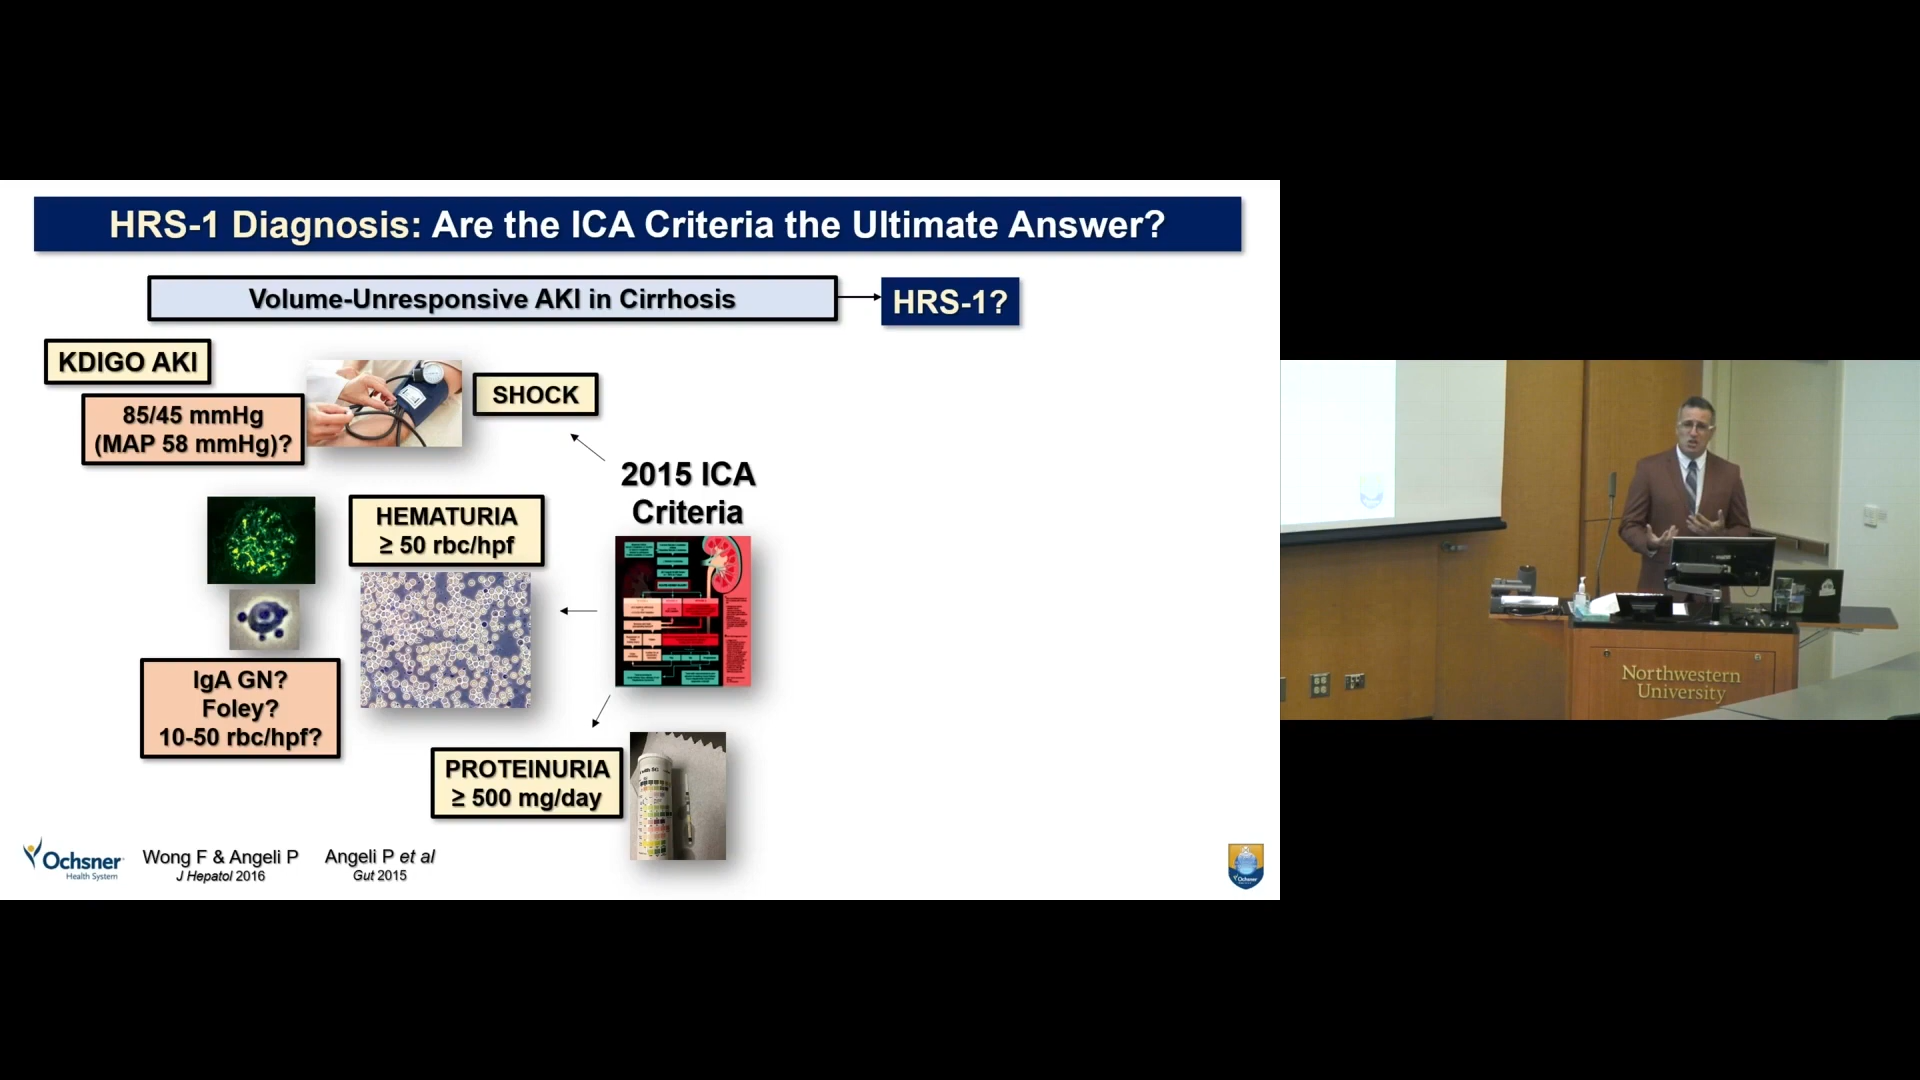 HRS-1 Diagnosis: Are the ICA Criteria the Ultimate Answer?
Volume-Unresponsive AKI in Cirrhosis
HRS-1?
KDIGO AKI
85/45 mmHg
(MAP 58 mmHg)?
SHOCK
2015 ICA
Criteria
HEMATURIA
≥ 50 rbc/hpf
IgA GN?
Foley?
10-50 rbc/hpf?
PROTEINURIA
≥ 500 mg/day
Ochsner
Health System
Wong F & Angeli P
J Hepatol 2016
Angeli P et al
Gut 2015
Ochsner
Northwestern
University